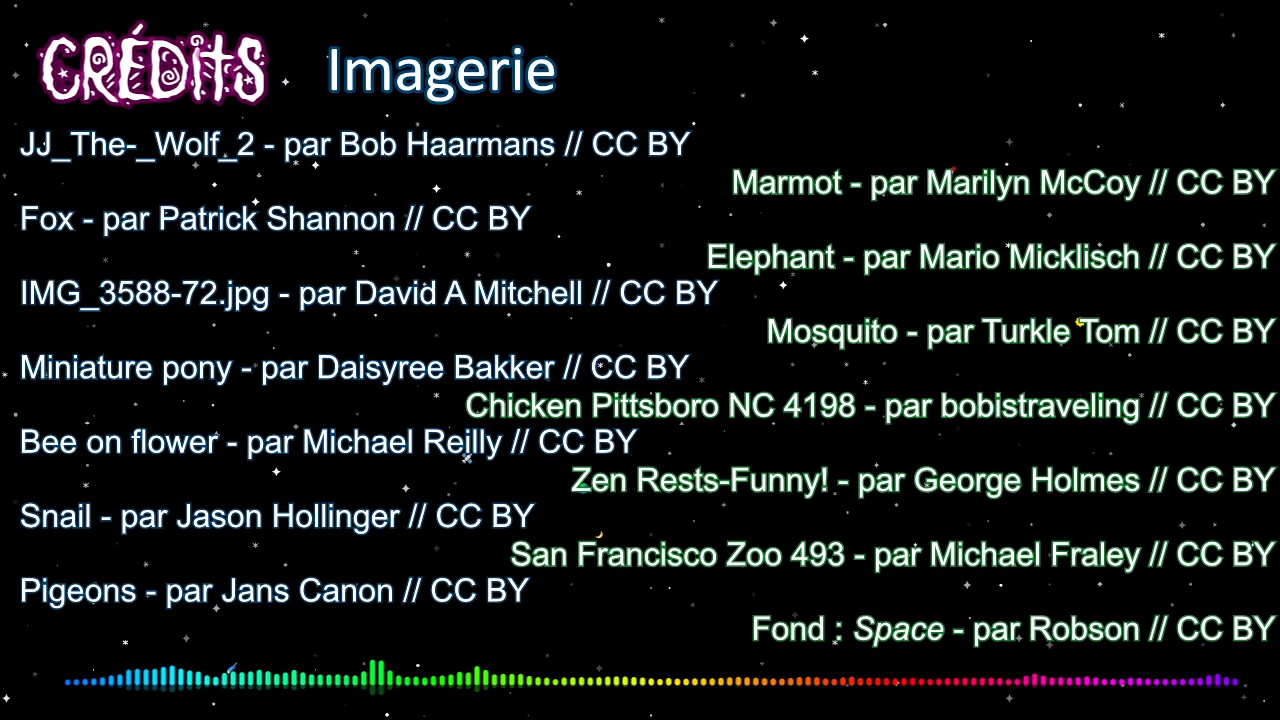 CRÉDITS Imagerie
JJ_The-_Wolf_2 - par Bob Haarmans // CC BY
Marmot - par Marilyn McCoy // CC BY
Fox - par Patrick Shannon // CC BY
Elephant - par Mario Micklisch // CC BY
IMG_3588-72.jpg - par David A Mitchell // CC BY
Mosquito - par Turkle Tom // CC BY
Miniature pony - par Daisyree Bakker // CC BY
Chicken Pittsboro NC 4198 - par bobistraveling // CC BY
Bee on flower - par Michael Reilly // CC BY
Zen Rests-Funny! - par George Holmes // CC BY
Snail - par Jason Hollinger // CC BY
San Francisco Zoo 493 - par Michael Fraley // CC BY
Pigeons - par Jans Canon // CC BY
Fond : Space - par Robson // CC BY